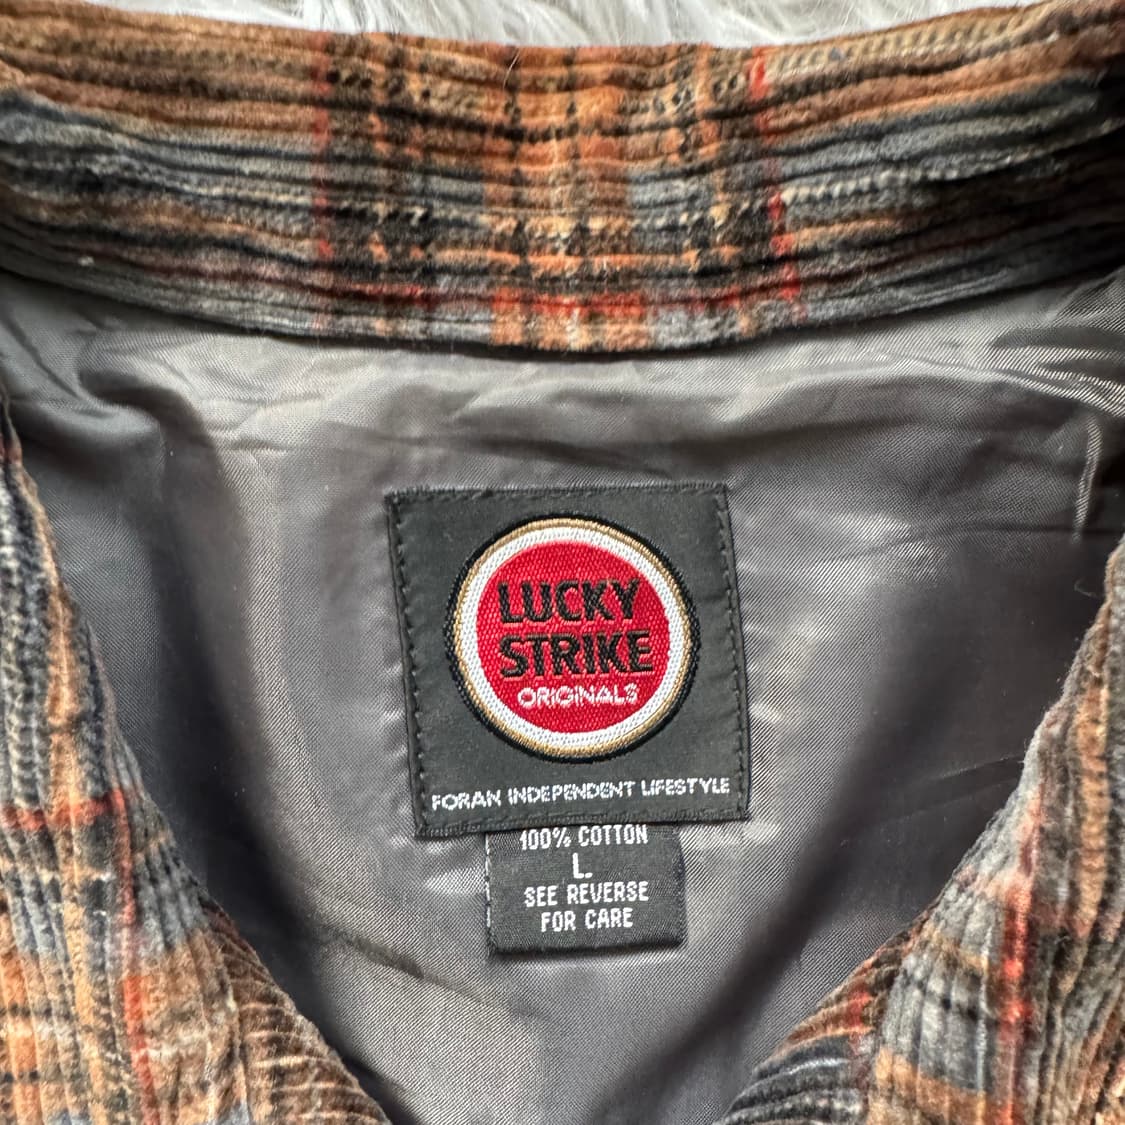 LUCKY
STRIKE
ORIGINALS
FORAN INDEPENDENT LIFESTYLE
100% COTTON
L.
SEE REVERSE
FOR CARE